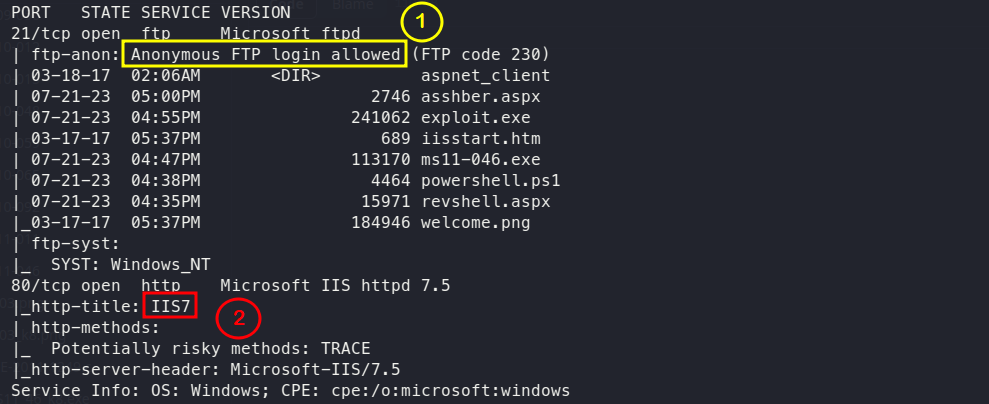 PORT   STATE SERVICE VERSION
21/tcp open  ftp     Microsoft ftpd
1
| ftp-anon: Anonymous FTP login allowed (FTP code 230)
| 03-18-17  02:06AM       <DIR>          aspnet_client
| 07-21-23  05:00PM                 2746 asshber.aspx
| 07-21-23  04:55PM               241062 exploit.exe
| 03-17-17  05:37PM                  689 iisstart.htm
| 07-21-23  04:47PM               113170 ms11-046.exe
| 07-21-23  04:38PM                 4464 powershell.ps1
| 07-21-23  04:35PM                15971 revshell.aspx
|_03-17-17  05:37PM               184946 welcome.png
| ftp-syst:
|_  SYST: Windows_NT
80/tcp open  http    Microsoft IIS httpd 7.5
|_http-title: IIS7
2
| http-methods:
|_  Potentially risky methods: TRACE
|_http-server-header: Microsoft-IIS/7.5
Service Info: OS: Windows; CPE: cpe:/o:microsoft:windows